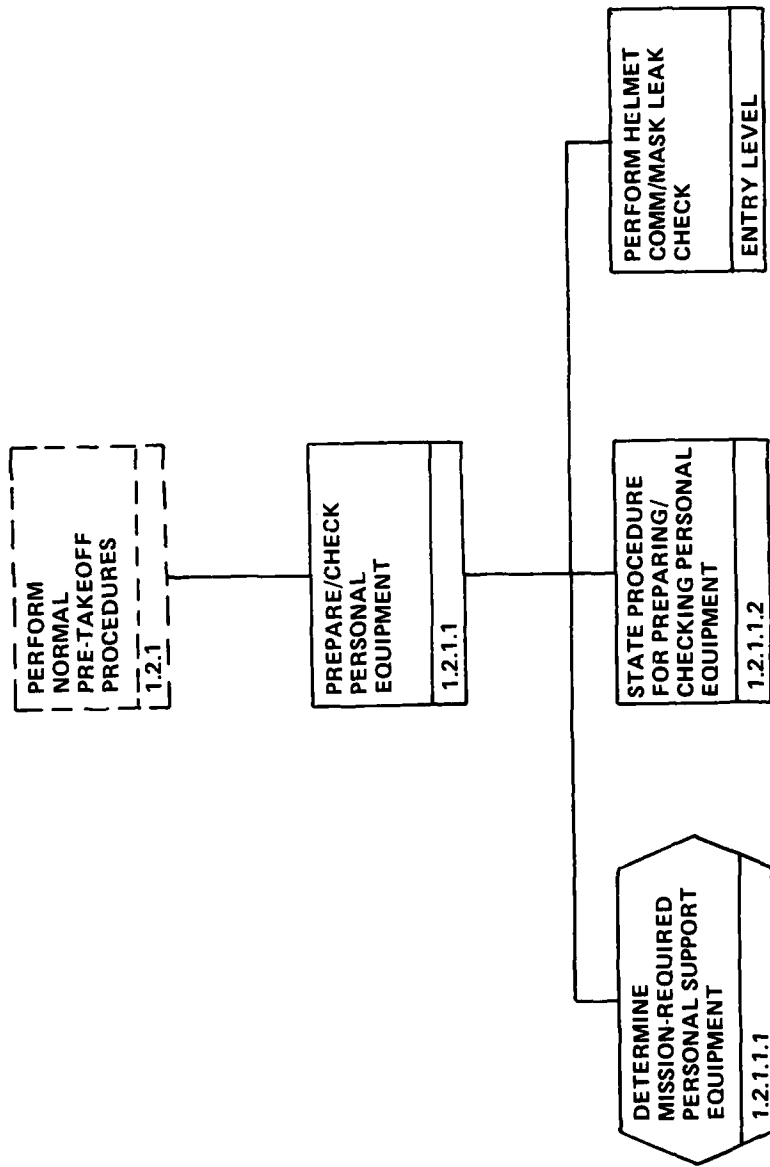 PERFORM
NORMAL
PRE-TAKEOFF
PROCEDURES
1.2.1
PREPARE/CHECK
PERSONAL
EQUIPMENT
1.2.1.1
DETERMINE
MISSION-REQUIRED
PERSONAL SUPPORT
EQUIPMENT
1.2.1.1.1
STATE PROCEDURE
FOR PREPARING/
CHECKING PERSONAL
EQUIPMENT
1.2.1.1.2
PERFORM HELMET
COMM/MASK LEAK
CHECK
ENTRY LEVEL